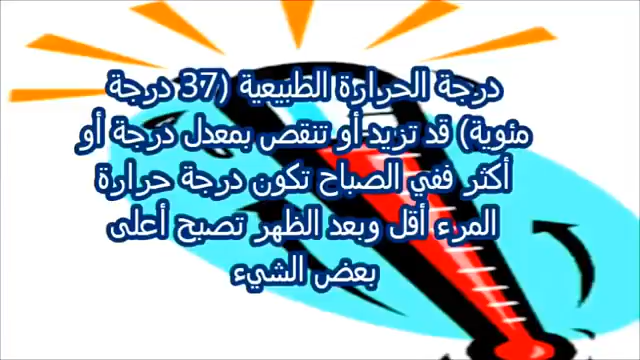 درجة الحرارة الطبيعية (37 درجة
مئوية) قد تزيد أو تنقص بمعدل درجة أو
أكثر ففي الصباح تكون درجة حرارة
المرء أقل وبعد الظهر تصبح أعلى
بعض الشيء